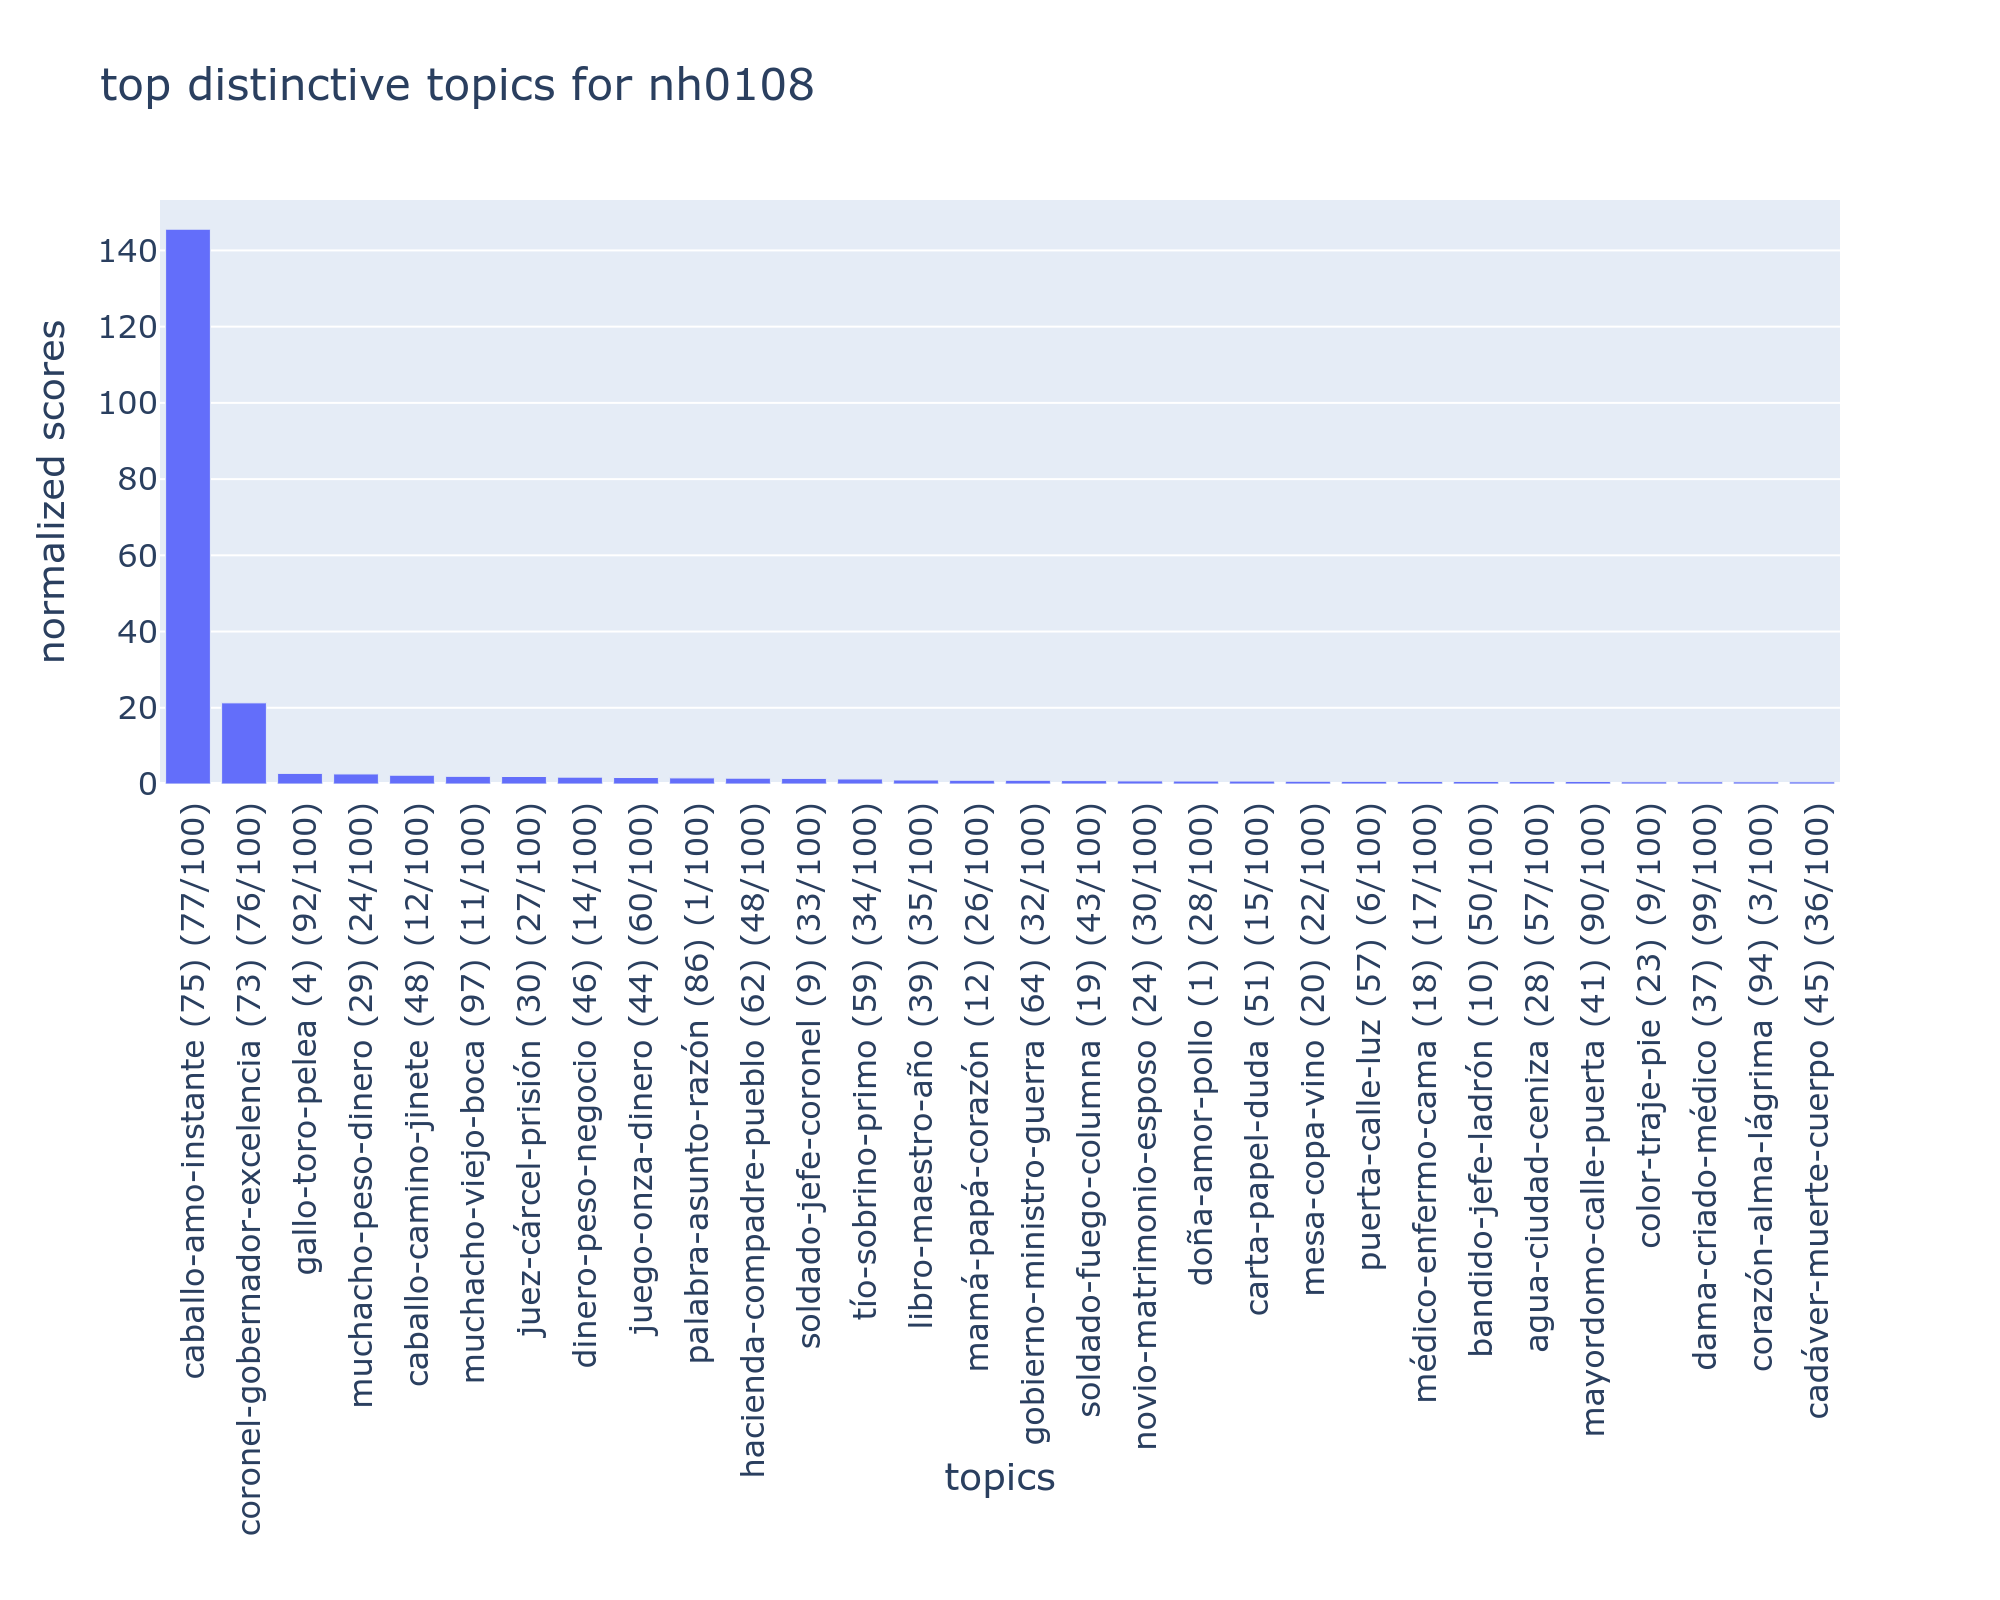 top distinctive topics for nh0108
normalized scores
140
120
100
80
60
40
20
0
caballo-amo-instante (75) (77/100)
coronel-gobernador-excelencia (73) (76/100)
gallo-toro-pelea (4) (92/100)
muchacho-peso-dinero (29) (24/100)
caballo-camino-jinete (48) (12/100)
muchacho-viejo-boca (97) (11/100)
juez-cárcel-prisión (30) (27/100)
dinero-peso-negocio (46) (14/100)
juego-onza-dinero (44) (60/100)
palabra-asunto-razón (86) (1/100)
hacienda-compadre-pueblo (62) (48/100)
soldado-jefe-coronel (9) (33/100)
tío-sobrino-primo (59) (34/100)
libro-maestro-año (39) (35/100)
mamá-papá-corazón (12) (26/100)
gobierno-ministro-guerra (64) (32/100)
soldado-fuego-columna (19) (43/100)
novio-matrimonio-esposo (24) (30/100)
doña-amor-pollo (1) (28/100)
carta-papel-duda (51) (15/100)
mesa-copa-vino (20) (22/100)
puerta-calle-luz (57) (6/100)
médico-enfermo-cama (18) (17/100)
bandido-jefe-ladrón (10) (50/100)
agua-ciudad-ceniza (28) (57/100)
mayordomo-calle-puerta (41) (90/100)
color-traje-pie (23) (9/100)
dama-criado-médico (37) (99/100)
corazón-alma-lágrima (94) (3/100)
cadáver-muerte-cuerpo (45) (36/100)
topics